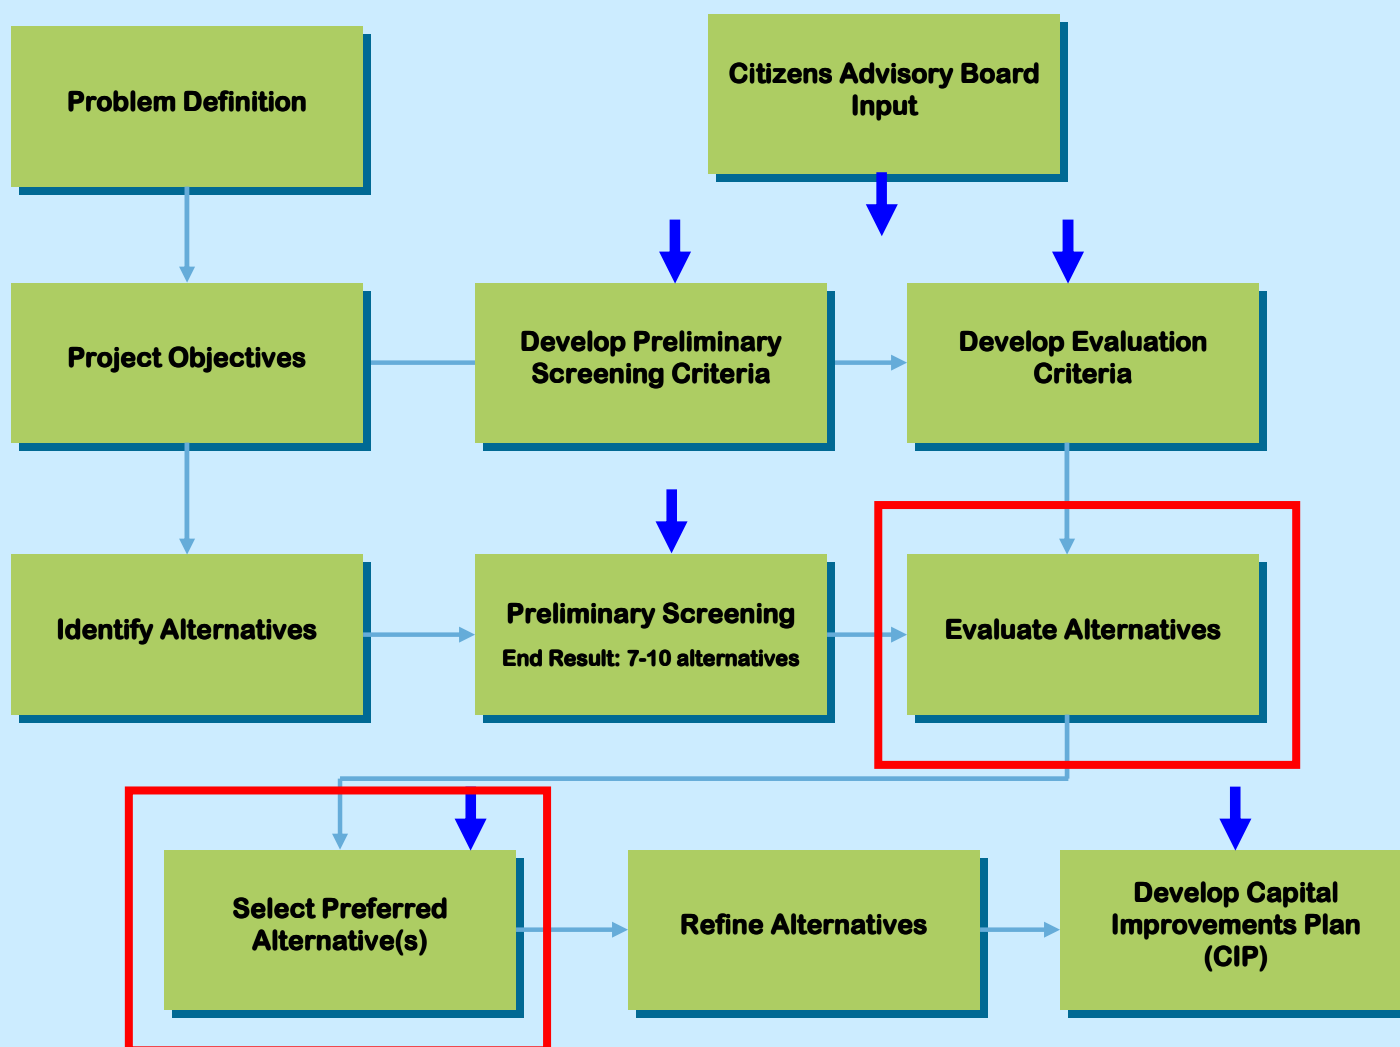 Problem Definition
Citizens Advisory Board
Input
Project Objectives
Develop Preliminary
Screening Criteria
Develop Evaluation
Criteria
Identify Alternatives
Preliminary Screening
End Result: 7-10 alternatives
Evaluate Alternatives
Select Preferred
Alternative(s)
Refine Alternatives
Develop Capital
Improvements Plan
(CIP)